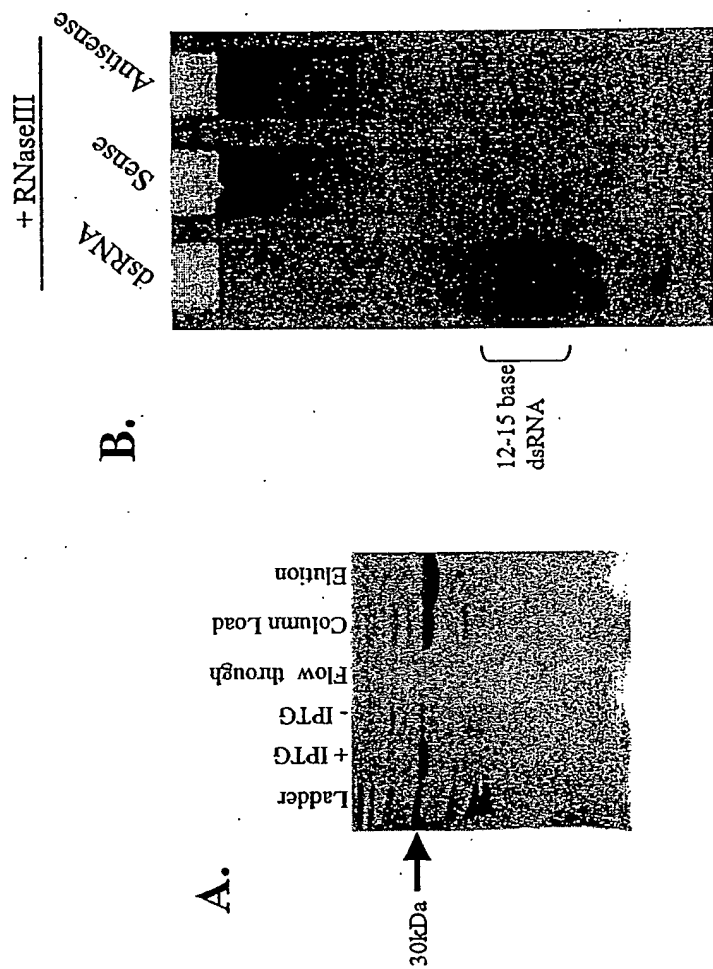 A.
Ladder
+ IPTG
- IPTG
Flow through
Column Load
Elution
30kDa
B.
+ RNaseIII
dsRNA
Sense
Antisense
12-15 base
dsRNA